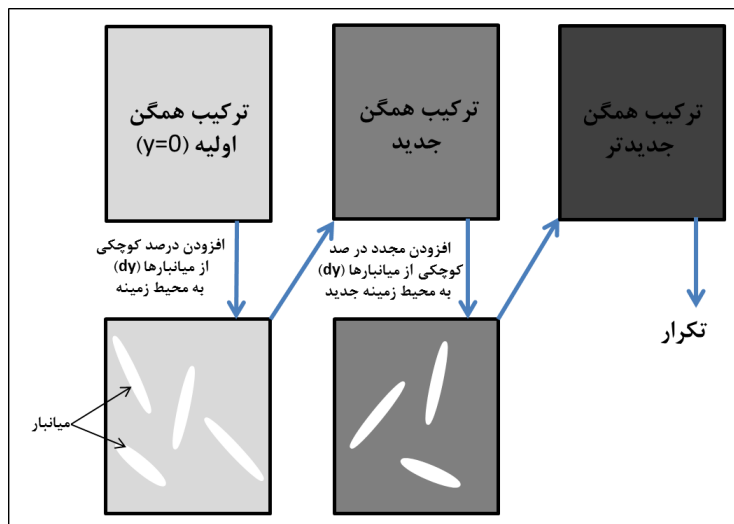 ترکیب همگن
اولیه (y=0)
ترکیب همگن
جدید
ترکیب همگن
جدیدتر
افزودن درصد کوچکی
از میانبارها (dy)
به محیط زمینه
افزودن مجدد در صد
کوچکی از میانبارها (dy)
به محیط زمینه جدید
تکرار
میانبار